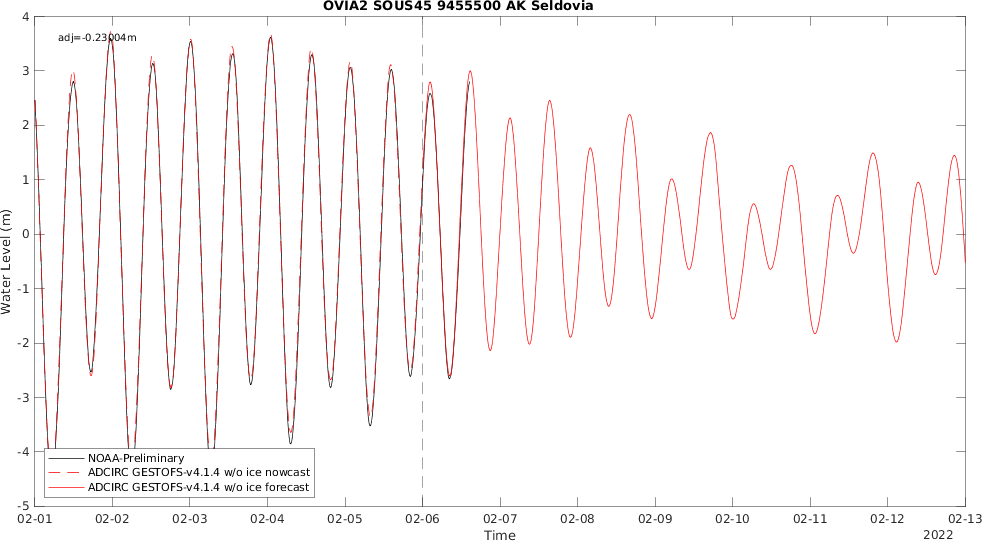 OVIA2 SOUS45 9455500 AK Seldovia
adj=-0.23004m
4
3
2
1
0
-1
-2
-3
-4
-5
Water Level (m)
NOAA-Preliminary
ADCIRC GESTOFS-v4.1.4 w/o ice nowcast
ADCIRC GESTOFS-v4.1.4 w/o ice forecast
02-01 02-02 02-03 02-04 02-05 02-06 02-07 02-08 02-09 02-10 02-11 02-12 02-13
Time
2022